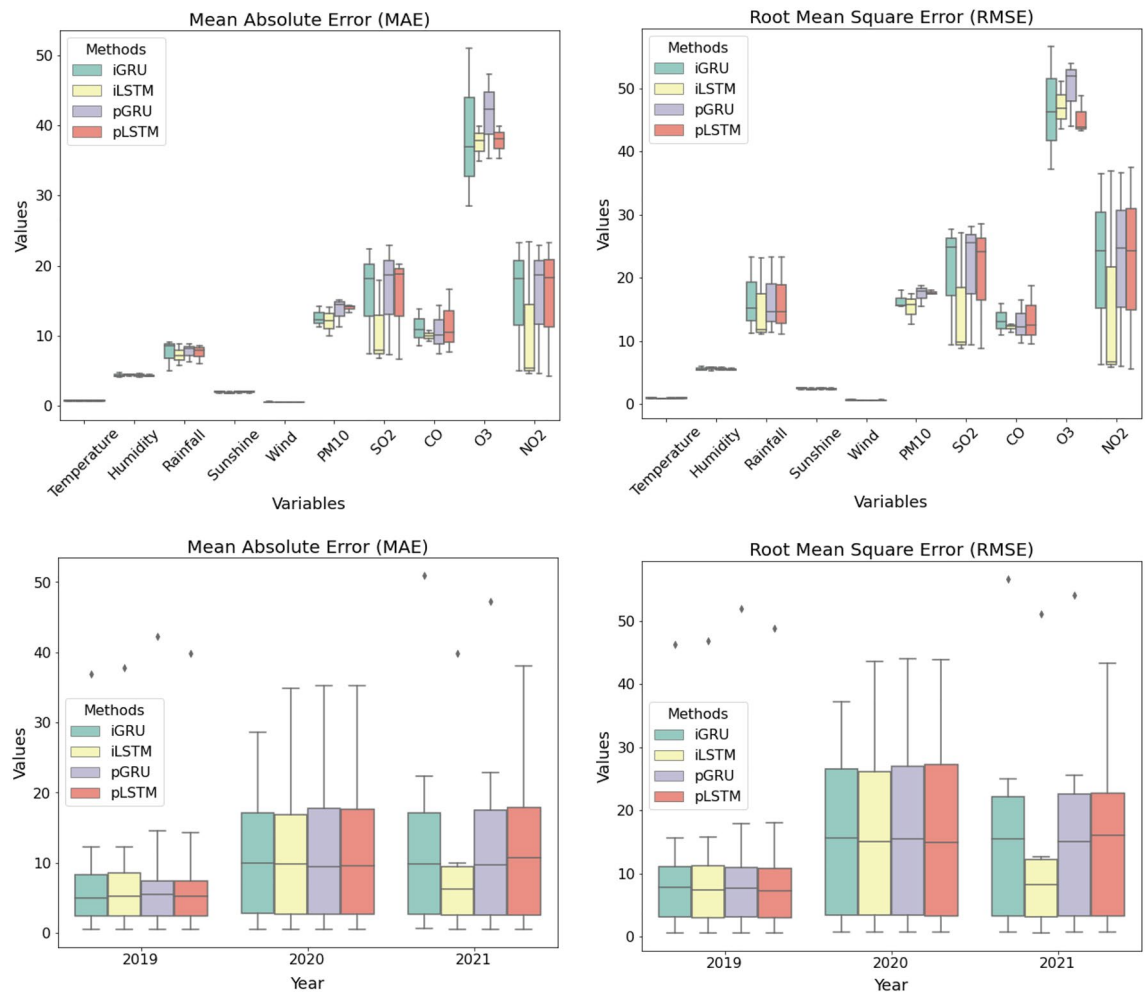 Mean Absolute Error (MAE)
Values
50
40
30
20
10
0
Methods
iGRU
iLSTM
pGRU
pLSTM
Temperature
Humidity
Rainfall
Sunshine
Wind
PM10
SO2
CO
O3
NO2
Variables
Root Mean Square Error (RMSE)
Values
50
40
30
20
10
0
Methods
iGRU
iLSTM
pGRU
pLSTM
Temperature
Humidity
Rainfall
Sunshine
Wind
PM10
SO2
CO
O3
NO2
Variables
Mean Absolute Error (MAE)
Values
50
40
30
20
10
0
Methods
iGRU
iLSTM
pGRU
pLSTM
2019
2020
2021
Year
Root Mean Square Error (RMSE)
Values
50
40
30
20
10
0
Methods
iGRU
iLSTM
pGRU
pLSTM
2019
2020
2021
Year